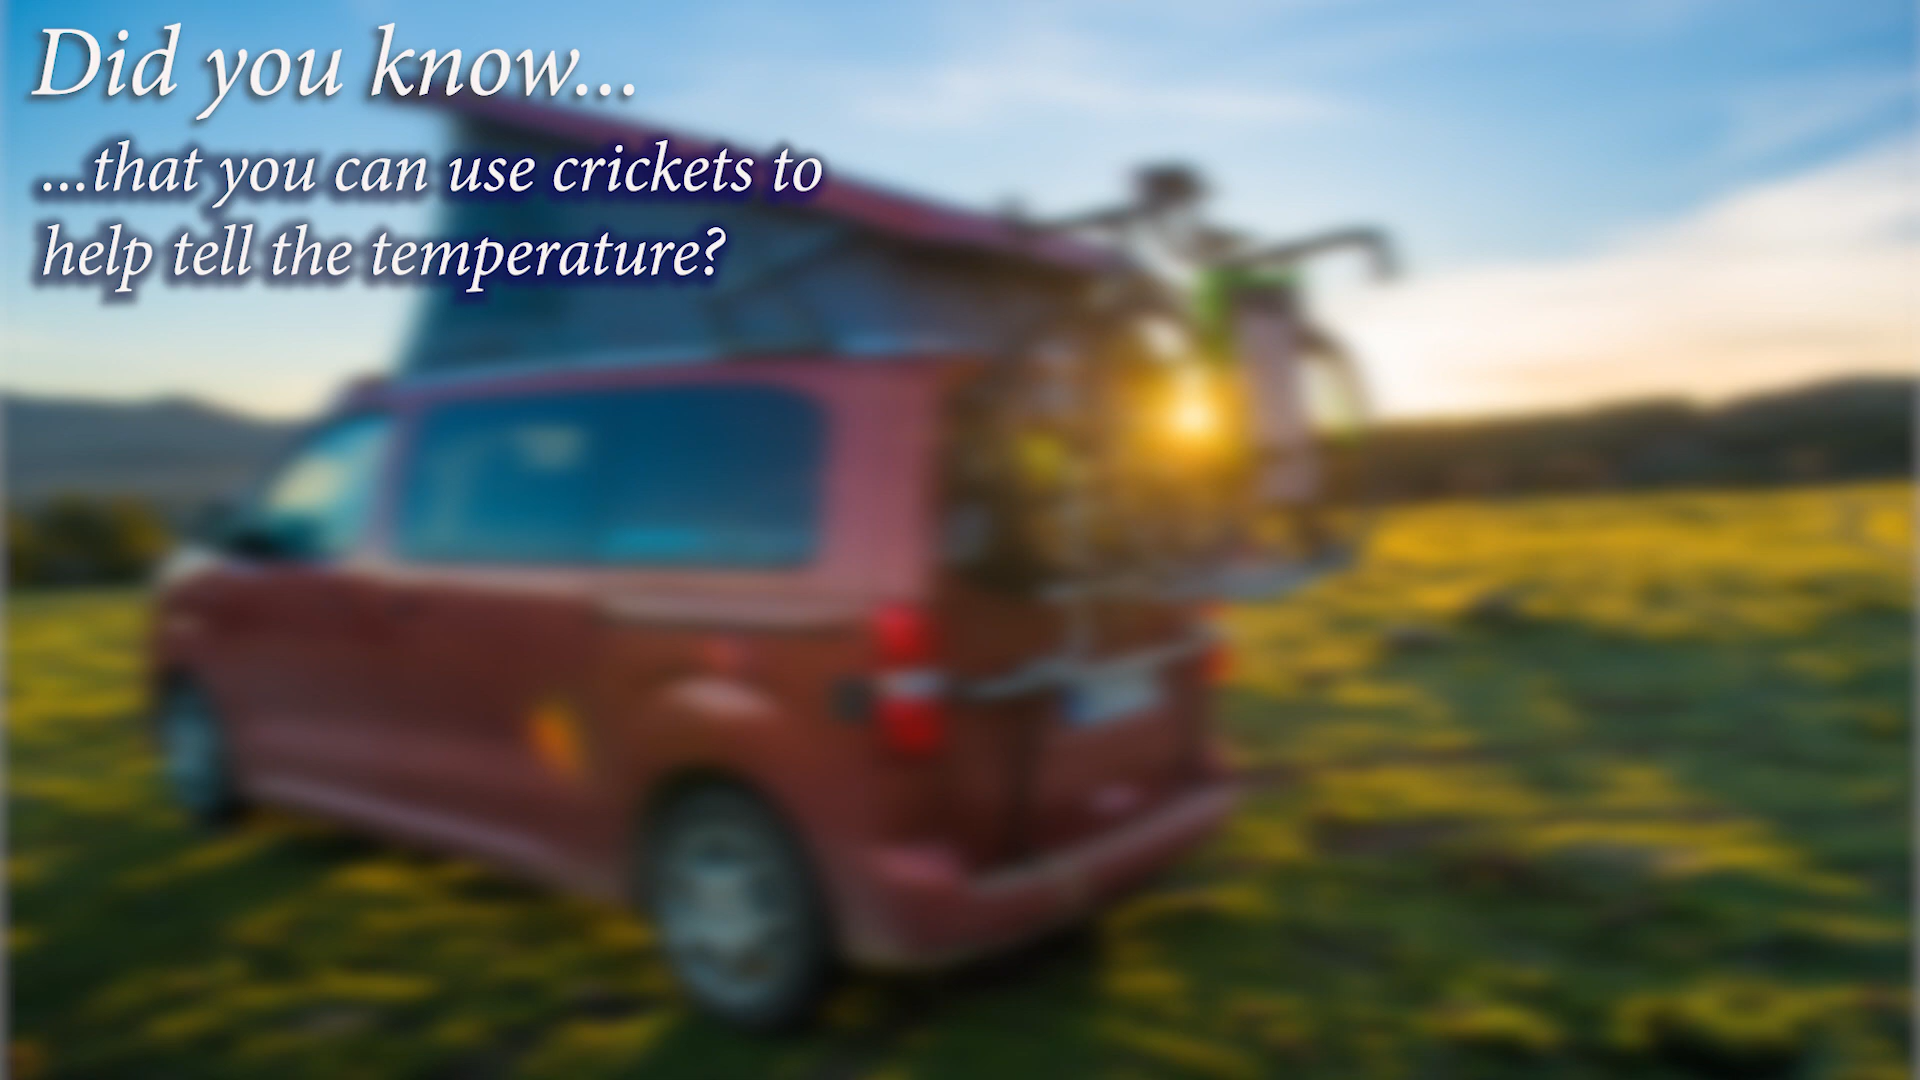 Did you know...
...that you can use crickets to
help tell the temperature?